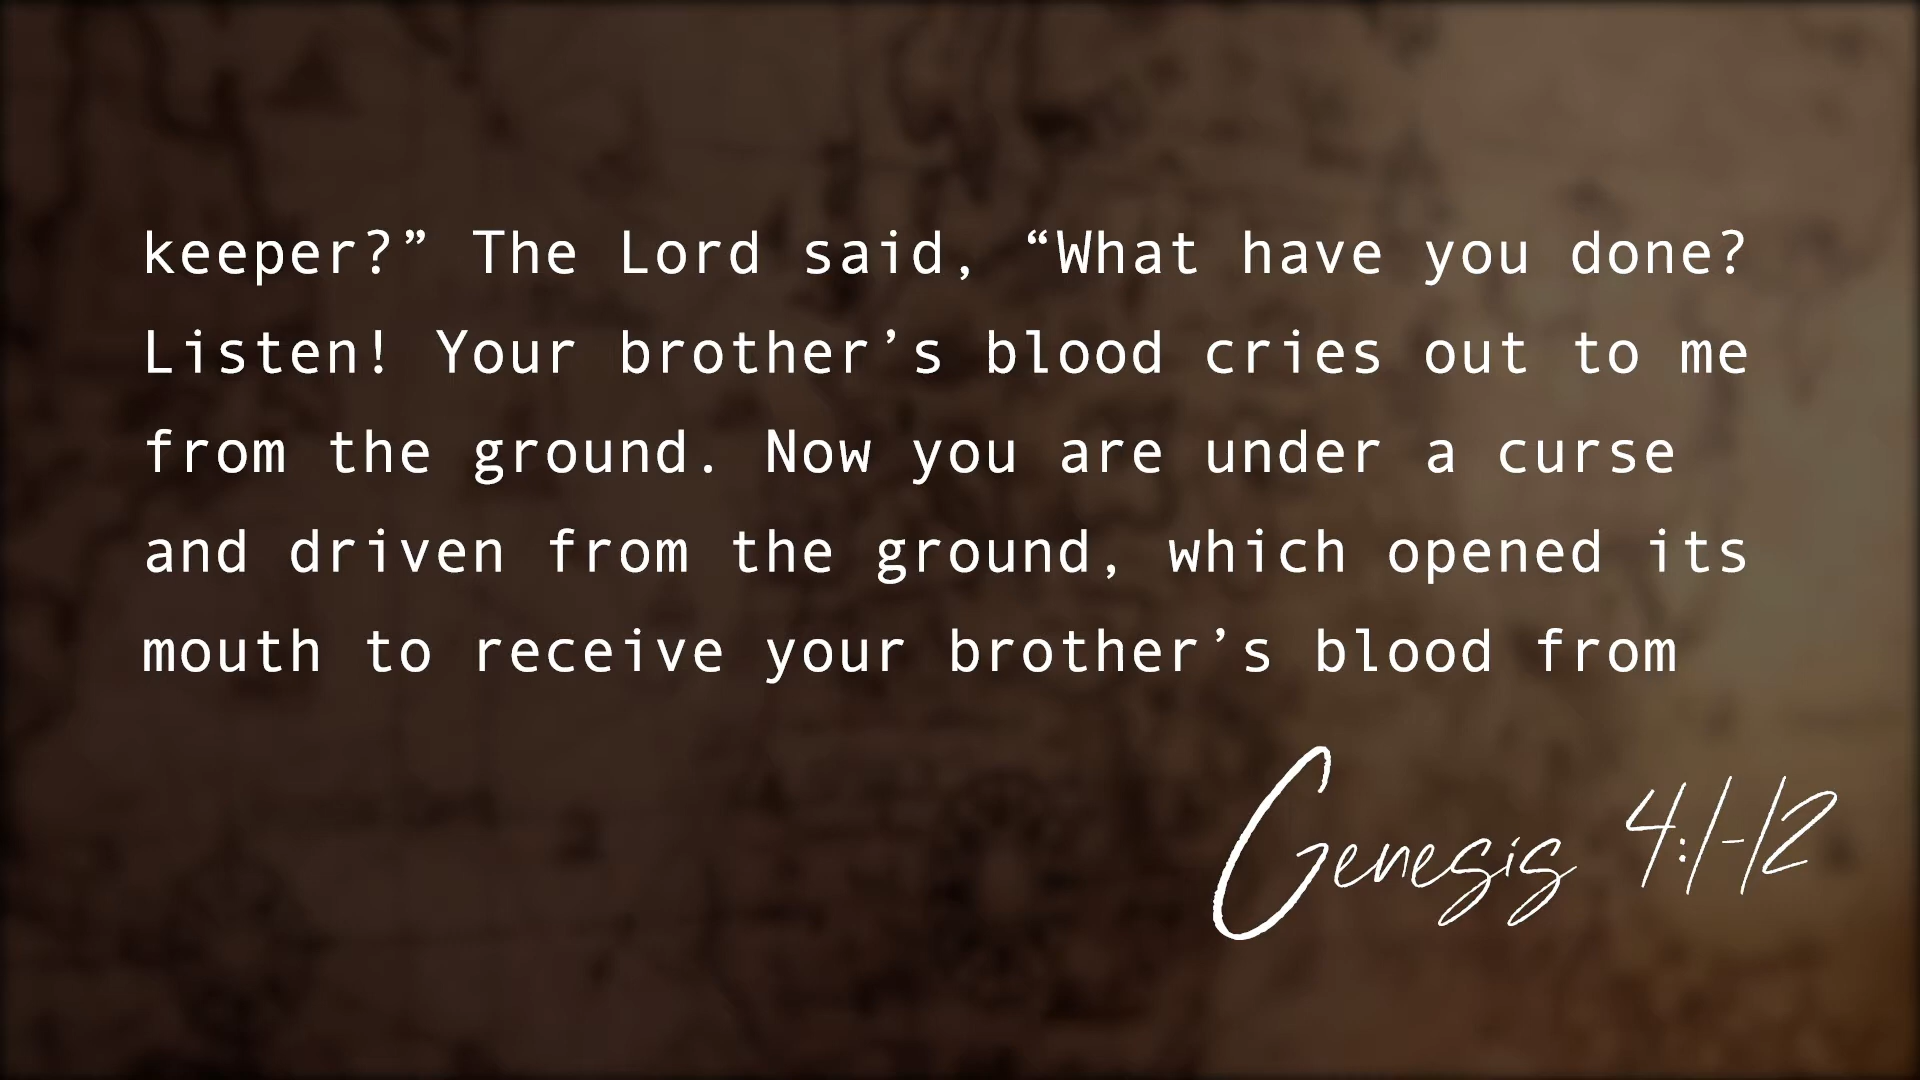 keeper?” The Lord said, “What have you done?
Listen! Your brother’s blood cries out to me
from the ground. Now you are under a curse
and driven from the ground, which opened its
mouth to receive your brother’s blood from
Genesis 4:1-12